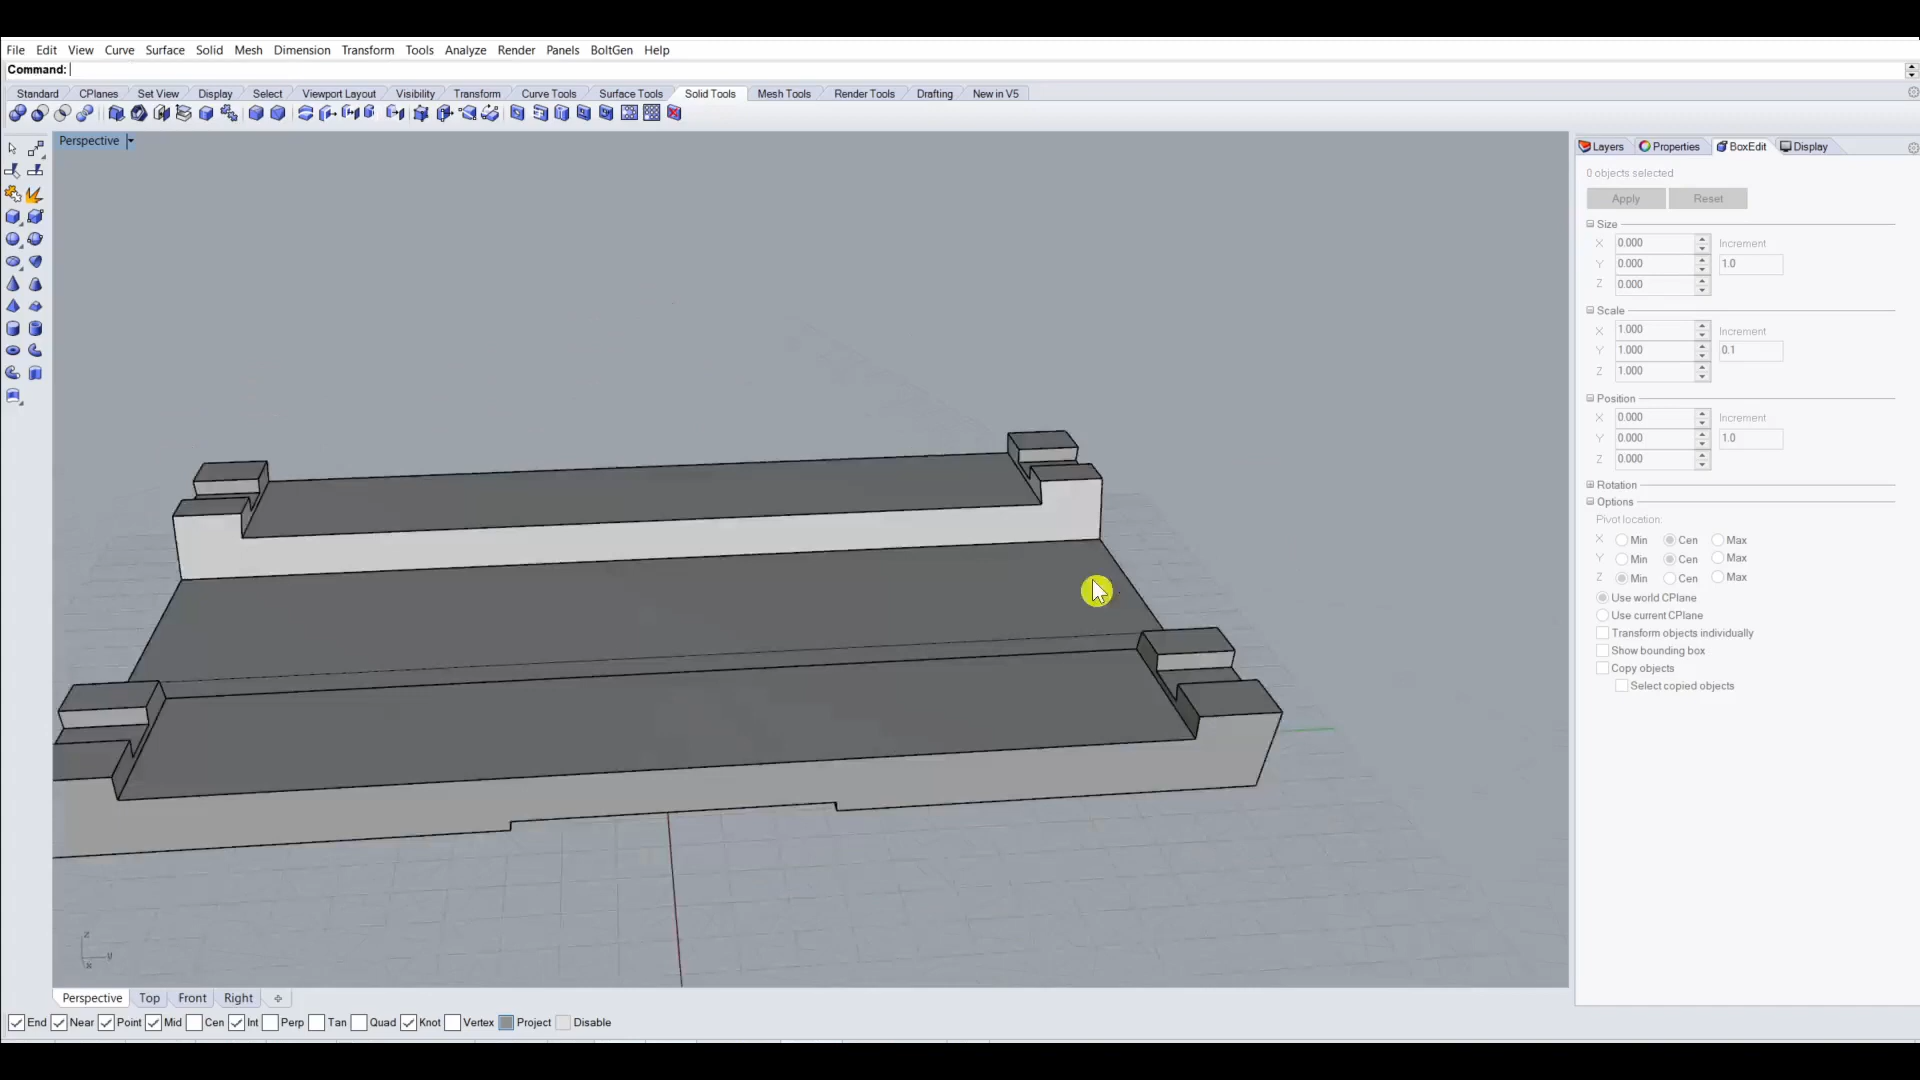 File Edit View Curve Surface Solid Mesh Dimension Transform Tools Analyze Render Panels BoltGen Help
Command:
Standard CPlanes Set View Display Select Viewport Layout Visibility Transform Curve Tools Surface Tools Solid Tools Mesh Tools Render Tools Drafting New in V5
Perspective
Layers Properties BoxEdit Display
0 objects selected
Apply Reset
Size
X 0.000 Increment
Y 0.000 1.0
Z 0.000
Scale
X 1.000 Increment
Y 1.000 0.1
Z 1.000
Position
X 0.000 Increment
Y 0.000 1.0
Z 0.000
Rotation
Options
Pivot location:
X Min Cen Max
Y Min Cen Max
Z Min Cen Max
Use world CPlane
Use current CPlane
Transform objects individually
Show bounding box
Copy objects
Select copied objects
z
y
x
Perspective Top Front Right
End Near Point Mid Cen Int Perp Tan Quad Knot Vertex Project Disable